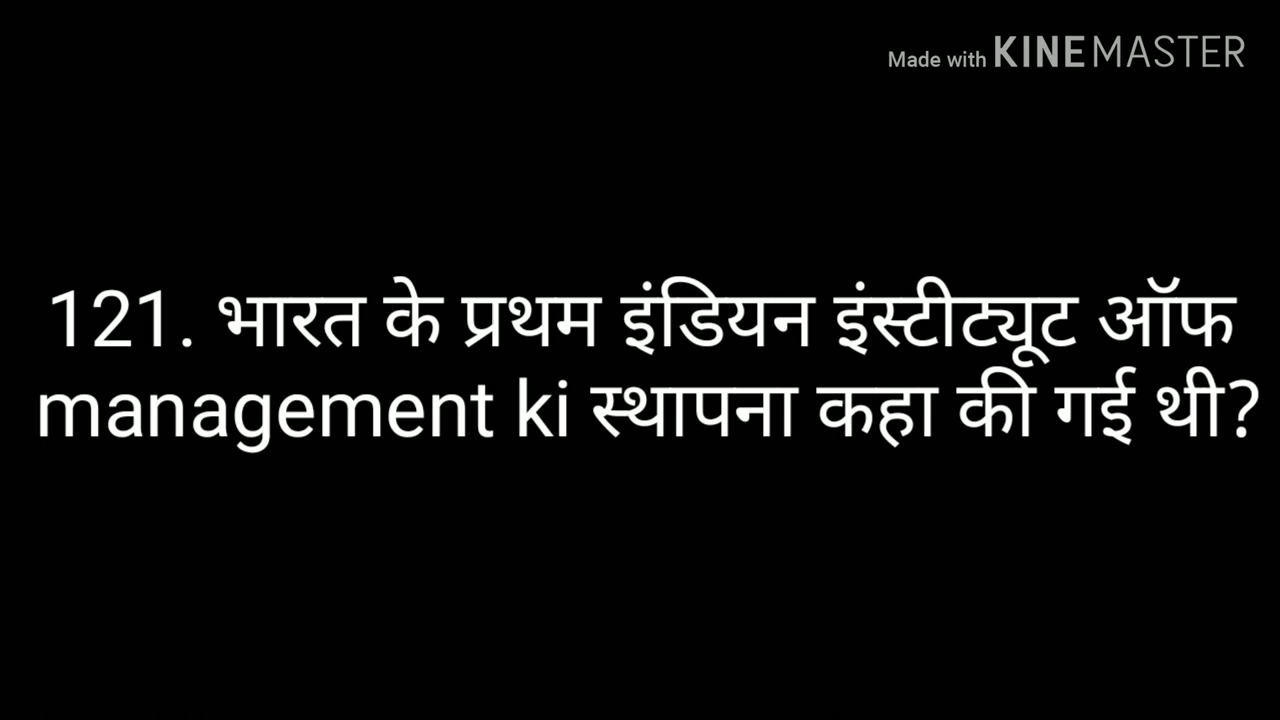 Made with KINEMASTER
121. भारत के प्रथम इंडियन इंस्टीट्यूट ऑफ
management ki स्थापना कहा की गई थी?